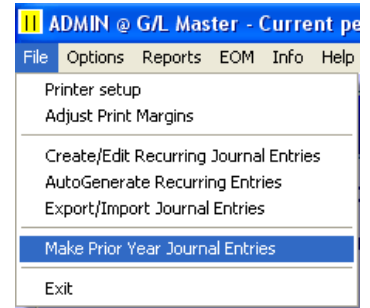 ADMIN @ G/L Master - Current pe
File Options Reports EOM Info Help
Printer setup
Adjust Print Margins
Create/Edit Recurring Journal Entries
AutoGenerate Recurring Entries
Export/Import Journal Entries
Make Prior Year Journal Entries
Exit